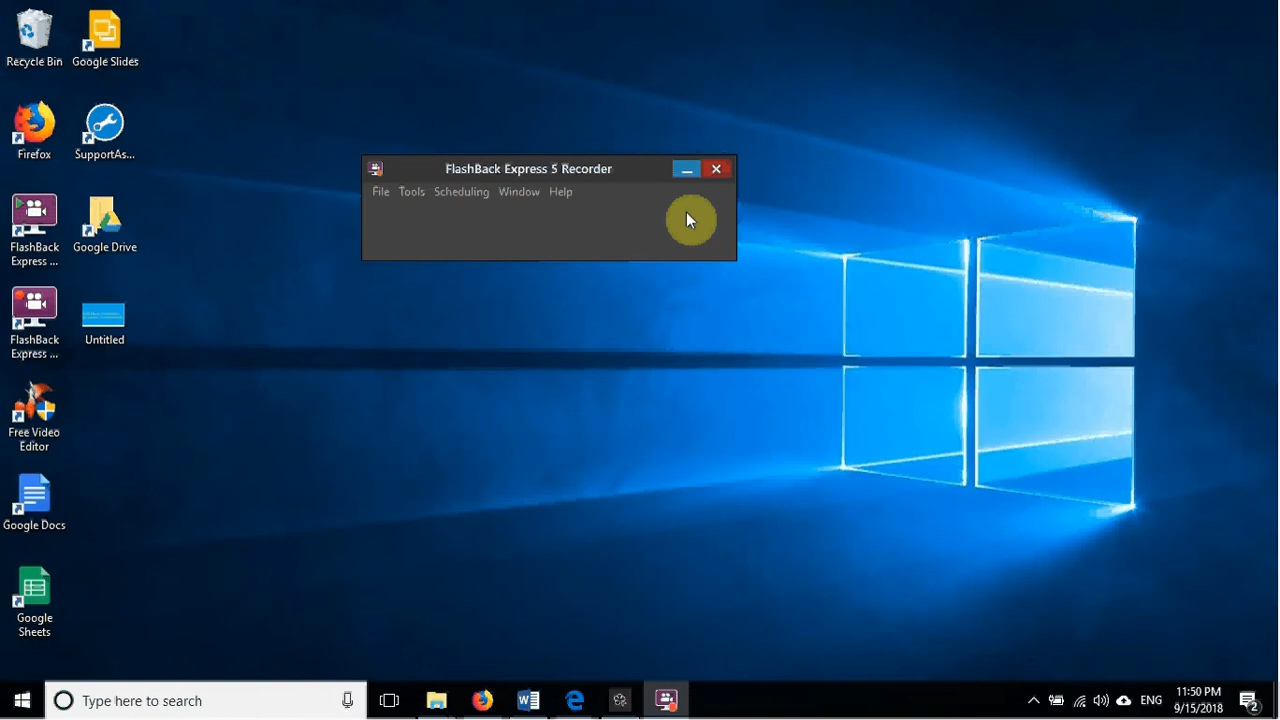 Recycle Bin
Google Slides
Firefox
SupportAs...
FlashBack
Express ...
Google Drive
FlashBack
Express ...
Untitled
Free Video
Editor
Google Docs
Google
Sheets
FlashBack Express 5 Recorder
File Tools Scheduling Window Help
Type here to search
ENG
11:50 PM
9/15/2018
2